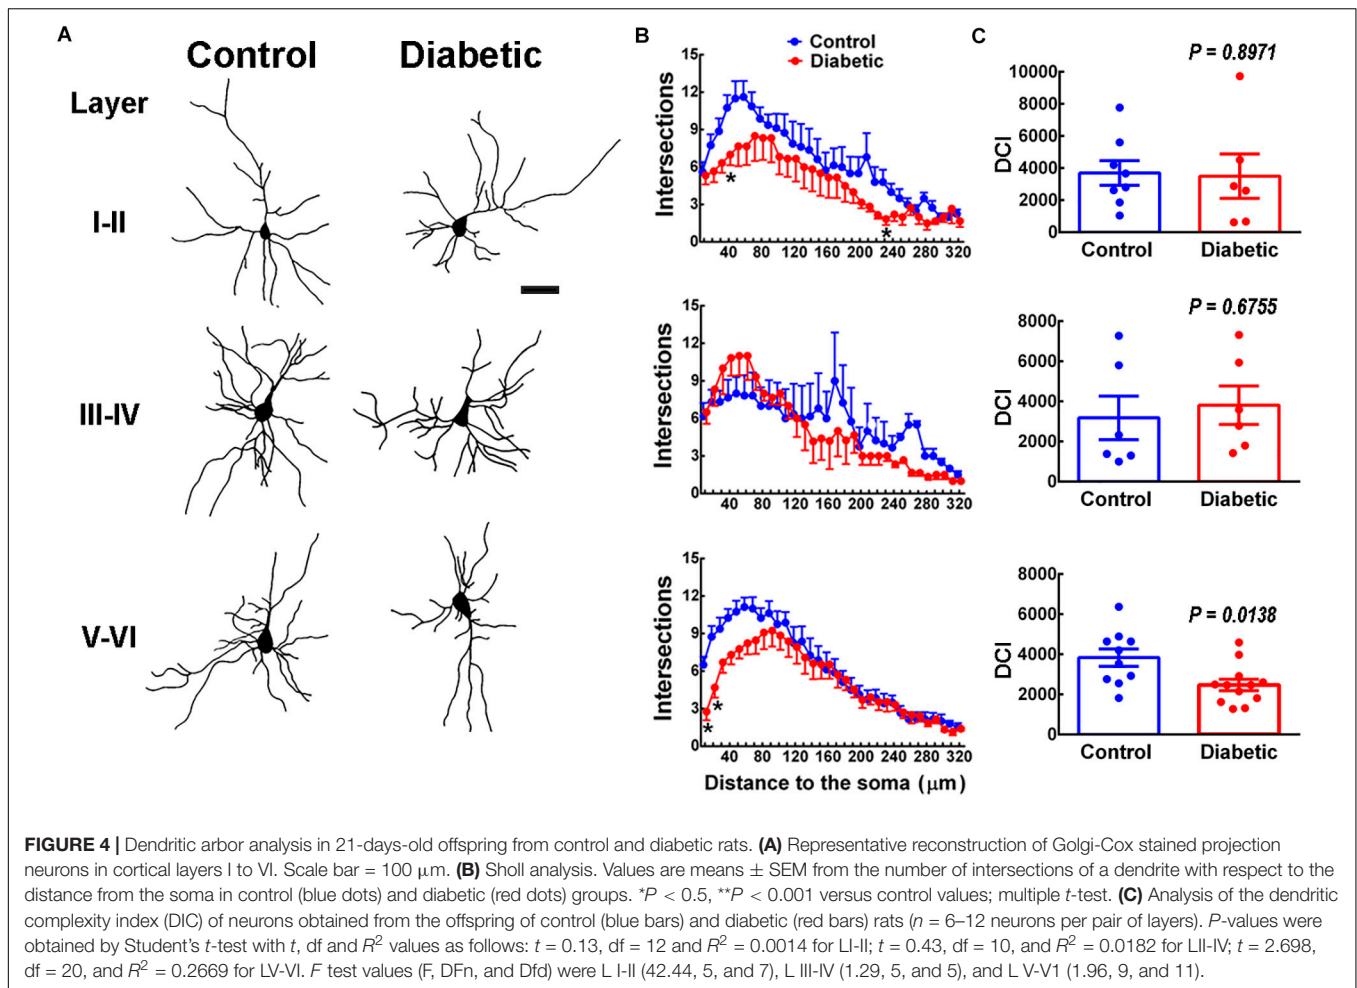 A
Control
Diabetic
Layer
I-II
III-IV
V-VI
B
Control
Diabetic
Intersections
15
12
9
6
3
0
*
*
40 80 120 160 200 240 280 320
Intersections
15
12
9
6
3
0
40 80 120 160 200 240 280 320
Intersections
15
12
9
6
3
0
*
*
40 80 120 160 200 240 280 320
Distance to the soma (μm)
C
P = 0.8971
DCI
10000
8000
6000
4000
2000
0
Control Diabetic
P = 0.6755
DCI
8000
6000
4000
2000
0
Control Diabetic
P = 0.0138
DCI
8000
6000
4000
2000
0
Control Diabetic
FIGURE 4 | Dendritic arbor analysis in 21-days-old offspring from control and diabetic rats. (A) Representative reconstruction of Golgi-Cox stained projection
neurons in cortical layers I to VI. Scale bar = 100 μm. (B) Sholl analysis. Values are means ± SEM from the number of intersections of a dendrite with respect to the
distance from the soma in control (blue dots) and diabetic (red dots) groups. *P < 0.5, **P < 0.001 versus control values; multiple t-test. (C) Analysis of the dendritic
complexity index (DIC) of neurons obtained from the offspring of control (blue bars) and diabetic (red bars) rats (n = 6–12 neurons per pair of layers). P-values were
obtained by Student's t-test with t, df and R² values as follows: t = 0.13, df = 12 and R² = 0.0014 for LI-II; t = 0.43, df = 10, and R² = 0.0182 for LII-IV; t = 2.698,
df = 20, and R² = 0.2669 for LV-VI. F test values (F, DFn, and Dfd) were L I-II (42.44, 5, and 7), L III-IV (1.29, 5, and 5), and L V-V1 (1.96, 9, and 11).